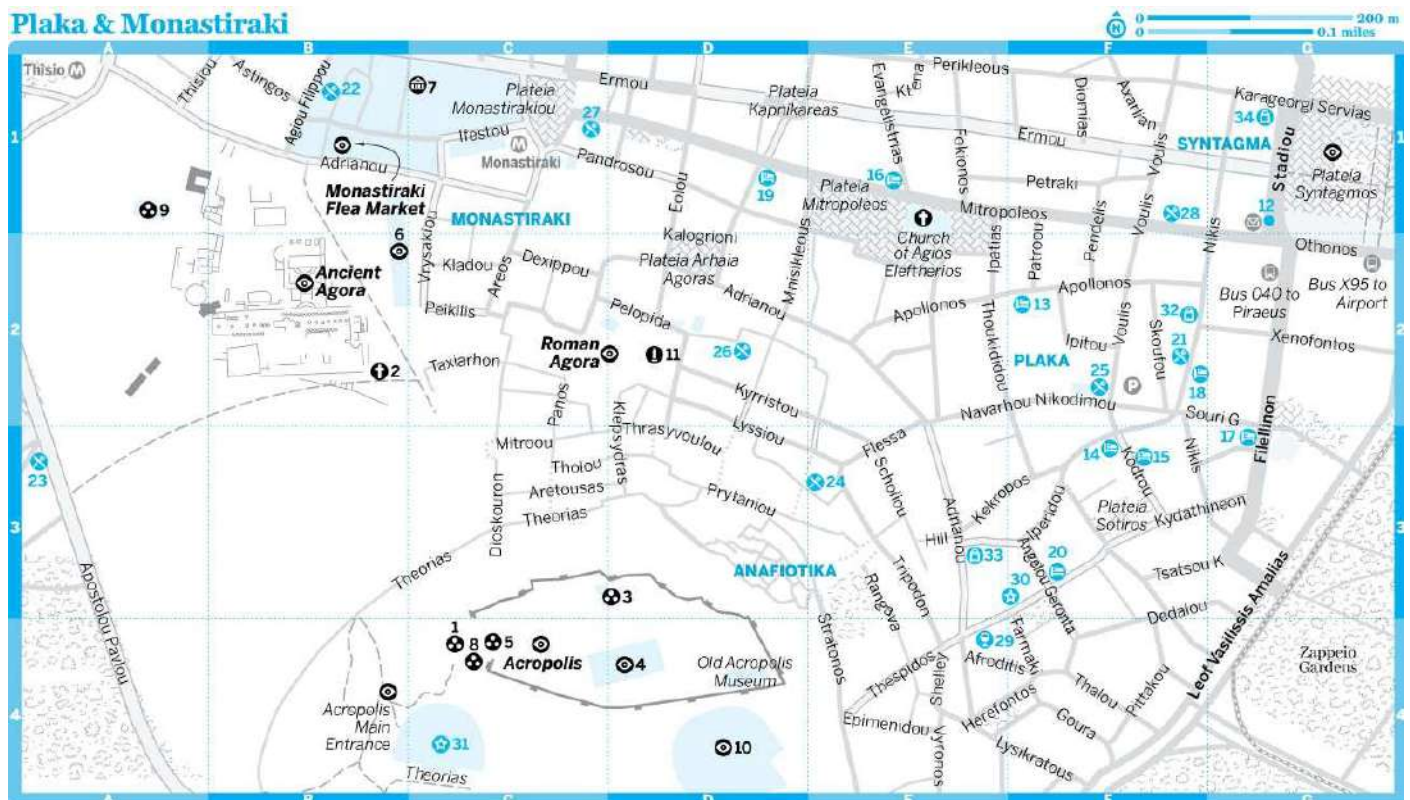 Plaka & Monastiraki
N
0 200 m
0 0.1 miles
A B C D E F G
Thisio M
Thisiou
Astingos
Agiou Filippou
22
7
Plateia
Monastirakiou
Ermou
27
Plateia
Kapnikareas
Evangelistrias
Perikleous
Diomias
Voulis
Karageorgi Servias
34
SYNTAGMA
1
Ifestou
M
Monastiraki
Pandrosou
Ermou
Fokionos
Stadiou
Plateia
Syntagmos
1
Adrianou
Monastiraki
Flea Market
9
MONASTIRAKI
Eolou
19
16
Plateia
Mitropoleos
Petraki
Mitropoleos
Pendelis
Voulis
28
Nikis
12
Othonos
6
Vrysakiou
Kladou
Areos
Dexippou
Kalogrioni
Plateia Arhaia
Agoras
Mnisikleous
Church
of Agios
Eleftherios
Ipatias
Patroou
Ancient
Agora
Peikilis
Pelopida
Adrianou
Apollonos
Apollonos
Thoukididou
13
Bus 040 to
Piraeus
Bus X95 to
Airport
2
Taxiarhon
Roman
Agora
11
26
Ipitou
Voulis
Skoufou
32
21
Xenofontos
2
2
PLAKA
25
P
18
Panos
Klepsydras
Kyrristou
Lyssiou
Navarhou Nikodimou
Souri G
Filellinon
Mitroou
Thrasyvoulou
Flessa
14
15
Kodrou
Nikis
17
23
Tholou
Aretousas
Theorias
Dioskouron
Prytaniou
24
Scholiou
Adrianou
Kekropos
Iperidou
Plateia
Sotiros
Kydathineon
3
Theorias
ANAFIOTIKA
Hill
33
Angelou
Geronta
20
30
Tsatsou K
3
Apostolou Pavlou
3
Rangova
Tripodon
Dedalou
Leof Vasilissis Amalias
1
8
5
Acropolis
4
Old Acropolis
Museum
Stratonos
29
Farmaki
Afroditis
Zappeio
Gardens
4
Acropolis
Main
Entrance
Thespidos
Shelley
Herefontos
Thalou
Pittakou
4
31
10
Epimenidou
Vyronos
Goura
Lysikratous
Theorias
A B C D E F G